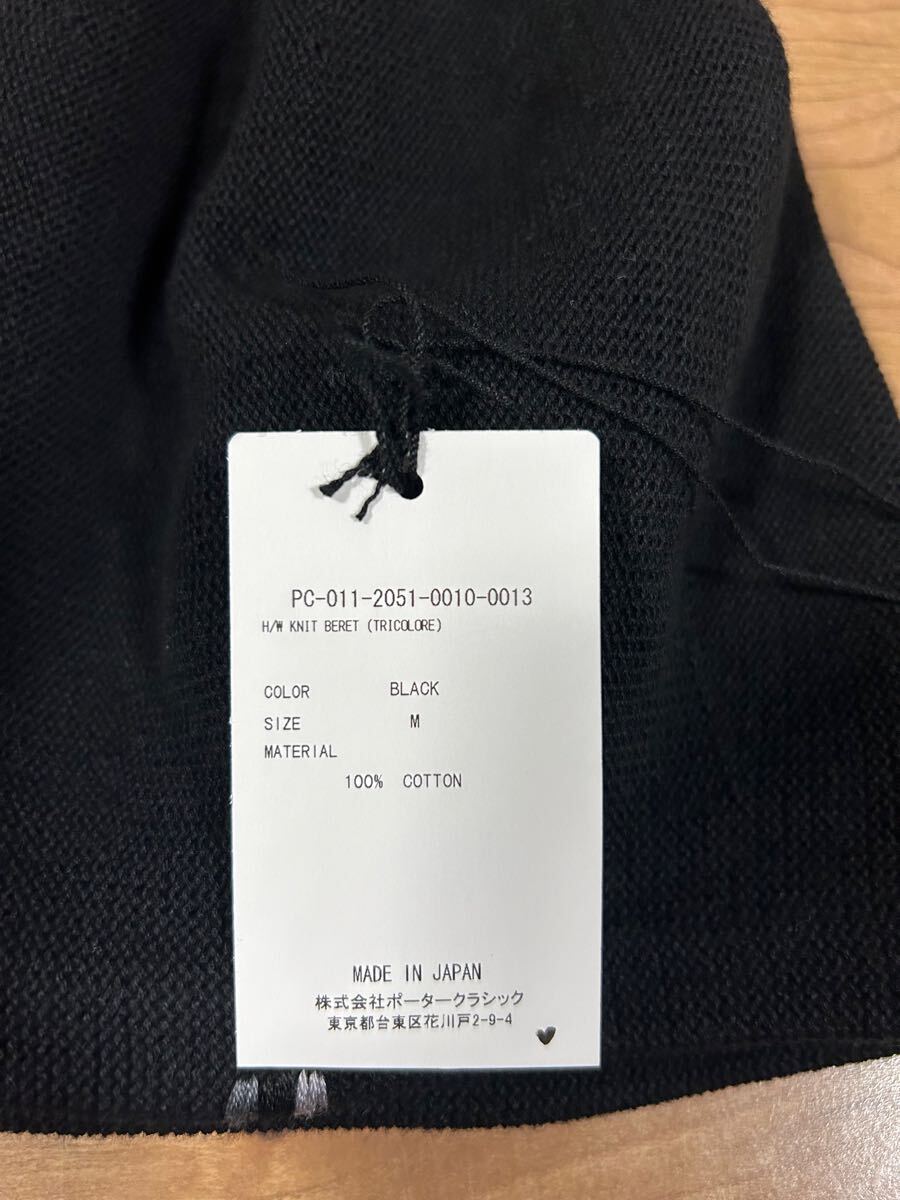 PC-011-2051-0010-0013
H/W KNIT BERET (TRICOLORE)
COLOR BLACK
SIZE M
MATERIAL
100% COTTON
MADE IN JAPAN
株式会社ポータークラシック
東京都台東区花川戸2-9-4